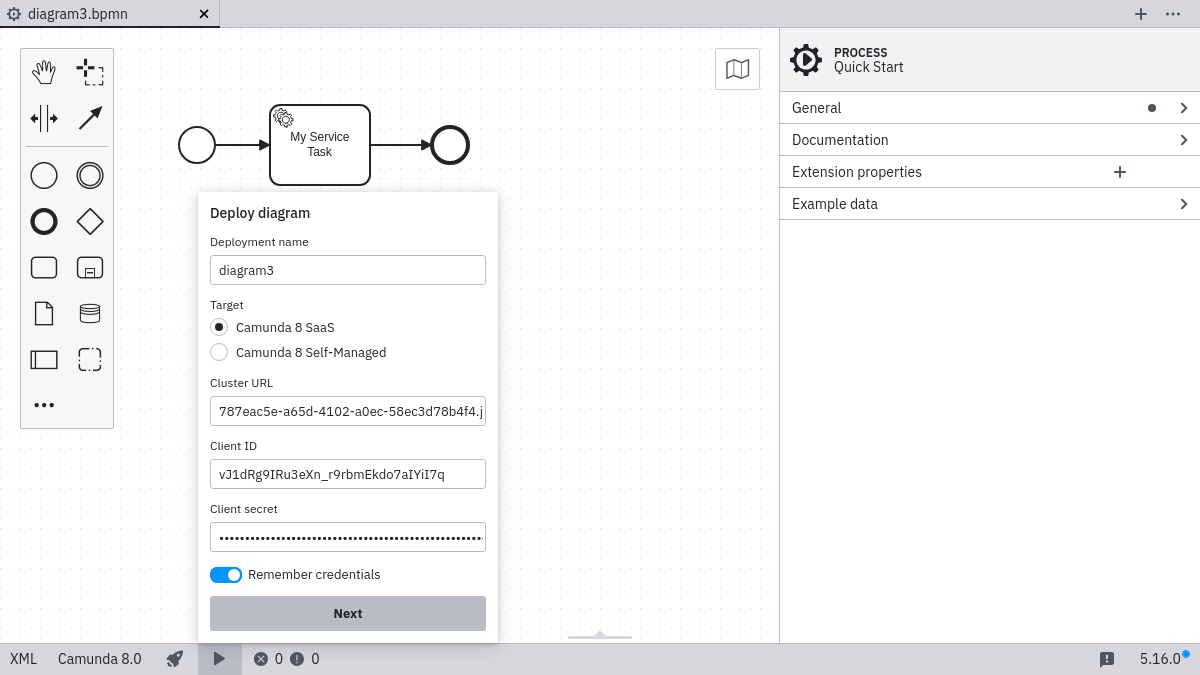 diagram3.bpmn
PROCESS
Quick Start
General
Documentation
Extension properties
Example data
My Service
Task
Deploy diagram
Deployment name
diagram3
Target
Camunda 8 SaaS
Camunda 8 Self-Managed
Cluster URL
787eac5e-a65d-4102-a0ec-58ec3d78b4f4.j
Client ID
vJ1dRg9IRu3eXn_r9rbmEkdo7aIYiI7q
Client secret
Remember credentials
Next
XML Camunda 8.0 0 0 5.16.0